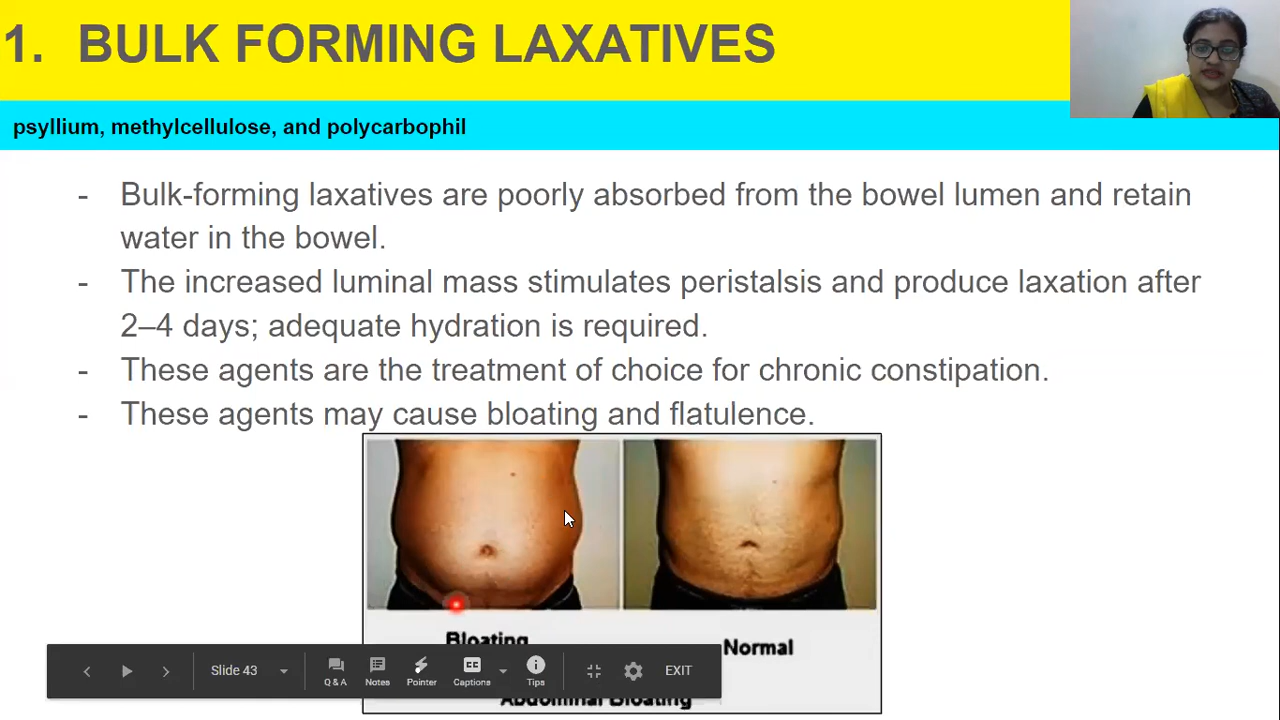 1. BULK FORMING LAXATIVES
psyllium, methylcellulose, and polycarbophil
- Bulk-forming laxatives are poorly absorbed from the bowel lumen and retain
water in the bowel.
- The increased luminal mass stimulates peristalsis and produce laxation after
2–4 days; adequate hydration is required.
- These agents are the treatment of choice for chronic constipation.
- These agents may cause bloating and flatulence.
Bloating
Normal
Slide 43
Q & A
Notes
Pointer
Captions
Tips
EXIT
Abdominal Bloating